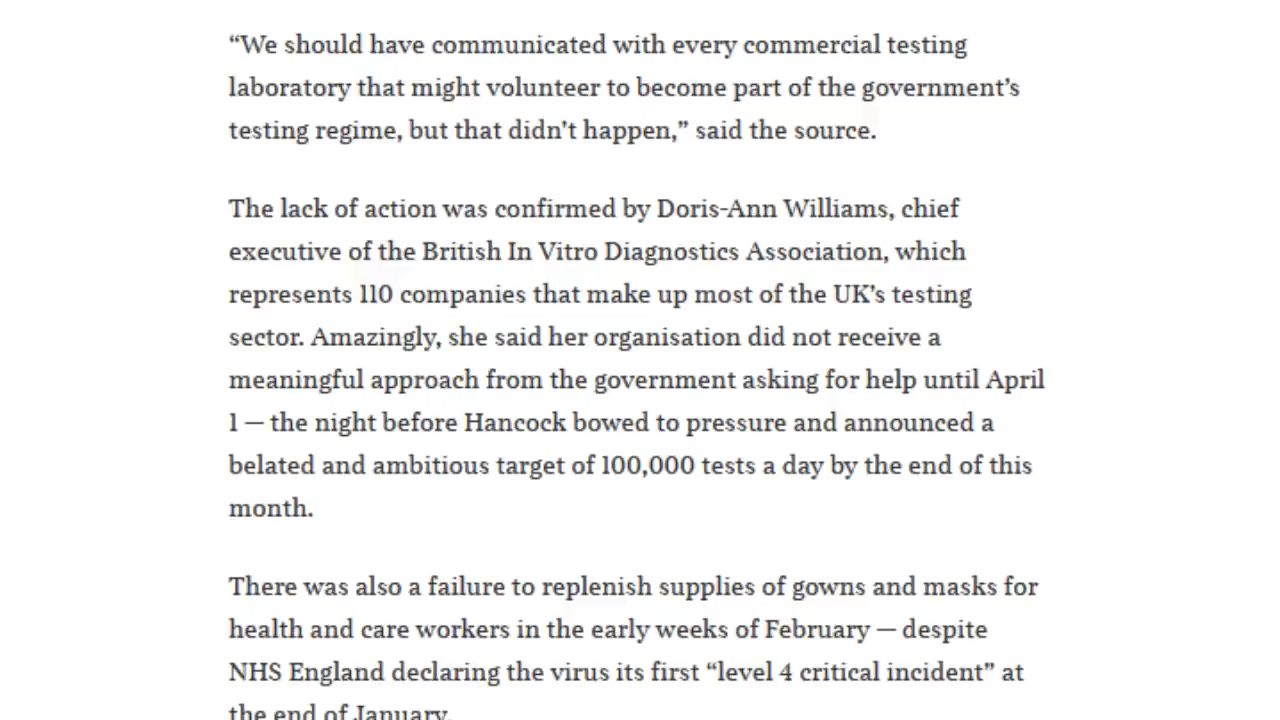 “We should have communicated with every commercial testing
laboratory that might volunteer to become part of the government’s
testing regime, but that didn’t happen,” said the source.
The lack of action was confirmed by Doris-Ann Williams, chief
executive of the British In Vitro Diagnostics Association, which
represents 110 companies that make up most of the UK’s testing
sector. Amazingly, she said her organisation did not receive a
meaningful approach from the government asking for help until April
1 — the night before Hancock bowed to pressure and announced a
belated and ambitious target of 100,000 tests a day by the end of this
month.
There was also a failure to replenish supplies of gowns and masks for
health and care workers in the early weeks of February — despite
NHS England declaring the virus its first “level 4 critical incident” at
the end of January.